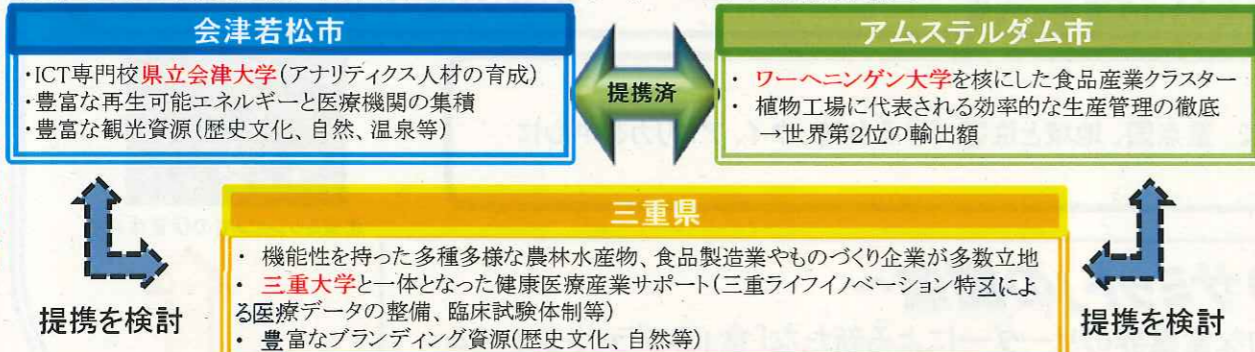 会津若松市
・ICT専門校県立会津大学(アナリティクス人材の育成)
・豊富な再生可能エネルギーと医療機関の集積
・豊富な観光資源(歴史文化、自然、温泉等)
提携済
アムステルダム市
・ ワーヘニンゲン大学を核にした食品産業クラスター
・ 植物工場に代表される効率的な生産管理の徹底
→世界第2位の輸出額
三重県
・ 機能性を持った多種多様な農林水産物、食品製造業やものづくり企業が多数立地
・ 三重大学と一体となった健康医療産業サポート(三重ライフイノベーション特区によ
る医療データの整備、臨床試験体制等)
・ 豊富なブランディング資源(歴史文化、自然等)
提携を検討
提携を検討